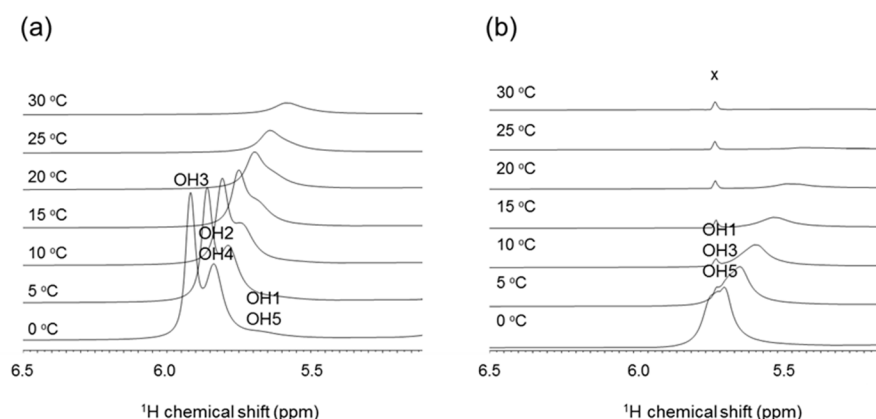 (a)
30 °C
25 °C
20 °C
OH3
15 °C
OH2
10 °C
OH4
5 °C
OH1
OH5
0 °C
6.5
6.0
5.5
¹H chemical shift (ppm)
(b)
x
30 °C
25 °C
20 °C
15 °C
OH1
10 °C
OH3
OH5
5 °C
0 °C
6.5
6.0
5.5
¹H chemical shift (ppm)